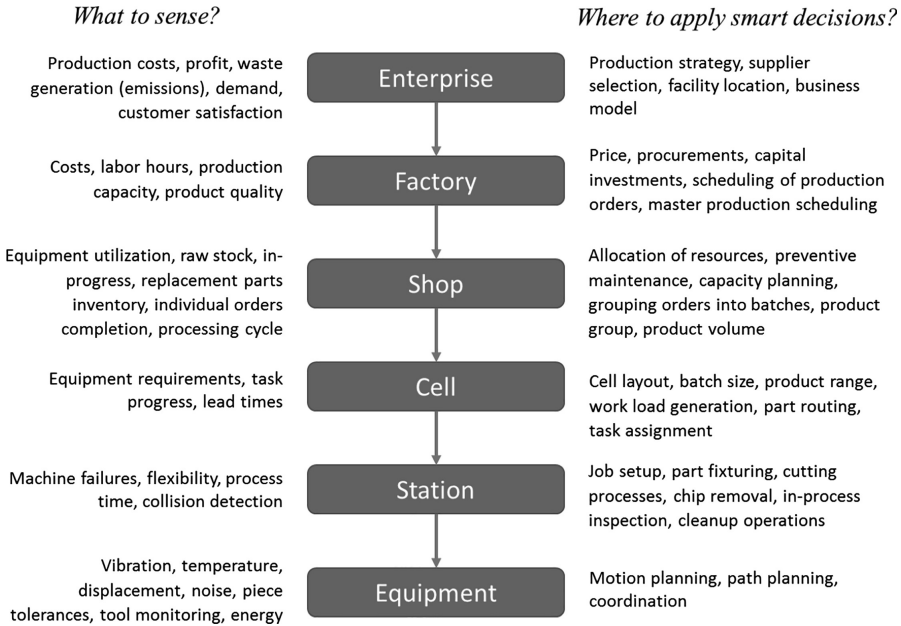 What to sense?
Where to apply smart decisions?
Production costs, profit, waste
generation (emissions), demand,
customer satisfaction
Enterprise
Production strategy, supplier
selection, facility location, business
model
Costs, labor hours, production
capacity, product quality
Factory
Price, procurements, capital
investments, scheduling of production
orders, master production scheduling
Equipment utilization, raw stock, in-
progress, replacement parts
inventory, individual orders
completion, processing cycle
Shop
Allocation of resources, preventive
maintenance, capacity planning,
grouping orders into batches, product
group, product volume
Equipment requirements, task
progress, lead times
Cell
Cell layout, batch size, product range,
work load generation, part routing,
task assignment
Machine failures, flexibility, process
time, collision detection
Station
Job setup, part fixturing, cutting
processes, chip removal, in-process
inspection, cleanup operations
Vibration, temperature,
displacement, noise, piece
tolerances, tool monitoring, energy
Equipment
Motion planning, path planning,
coordination